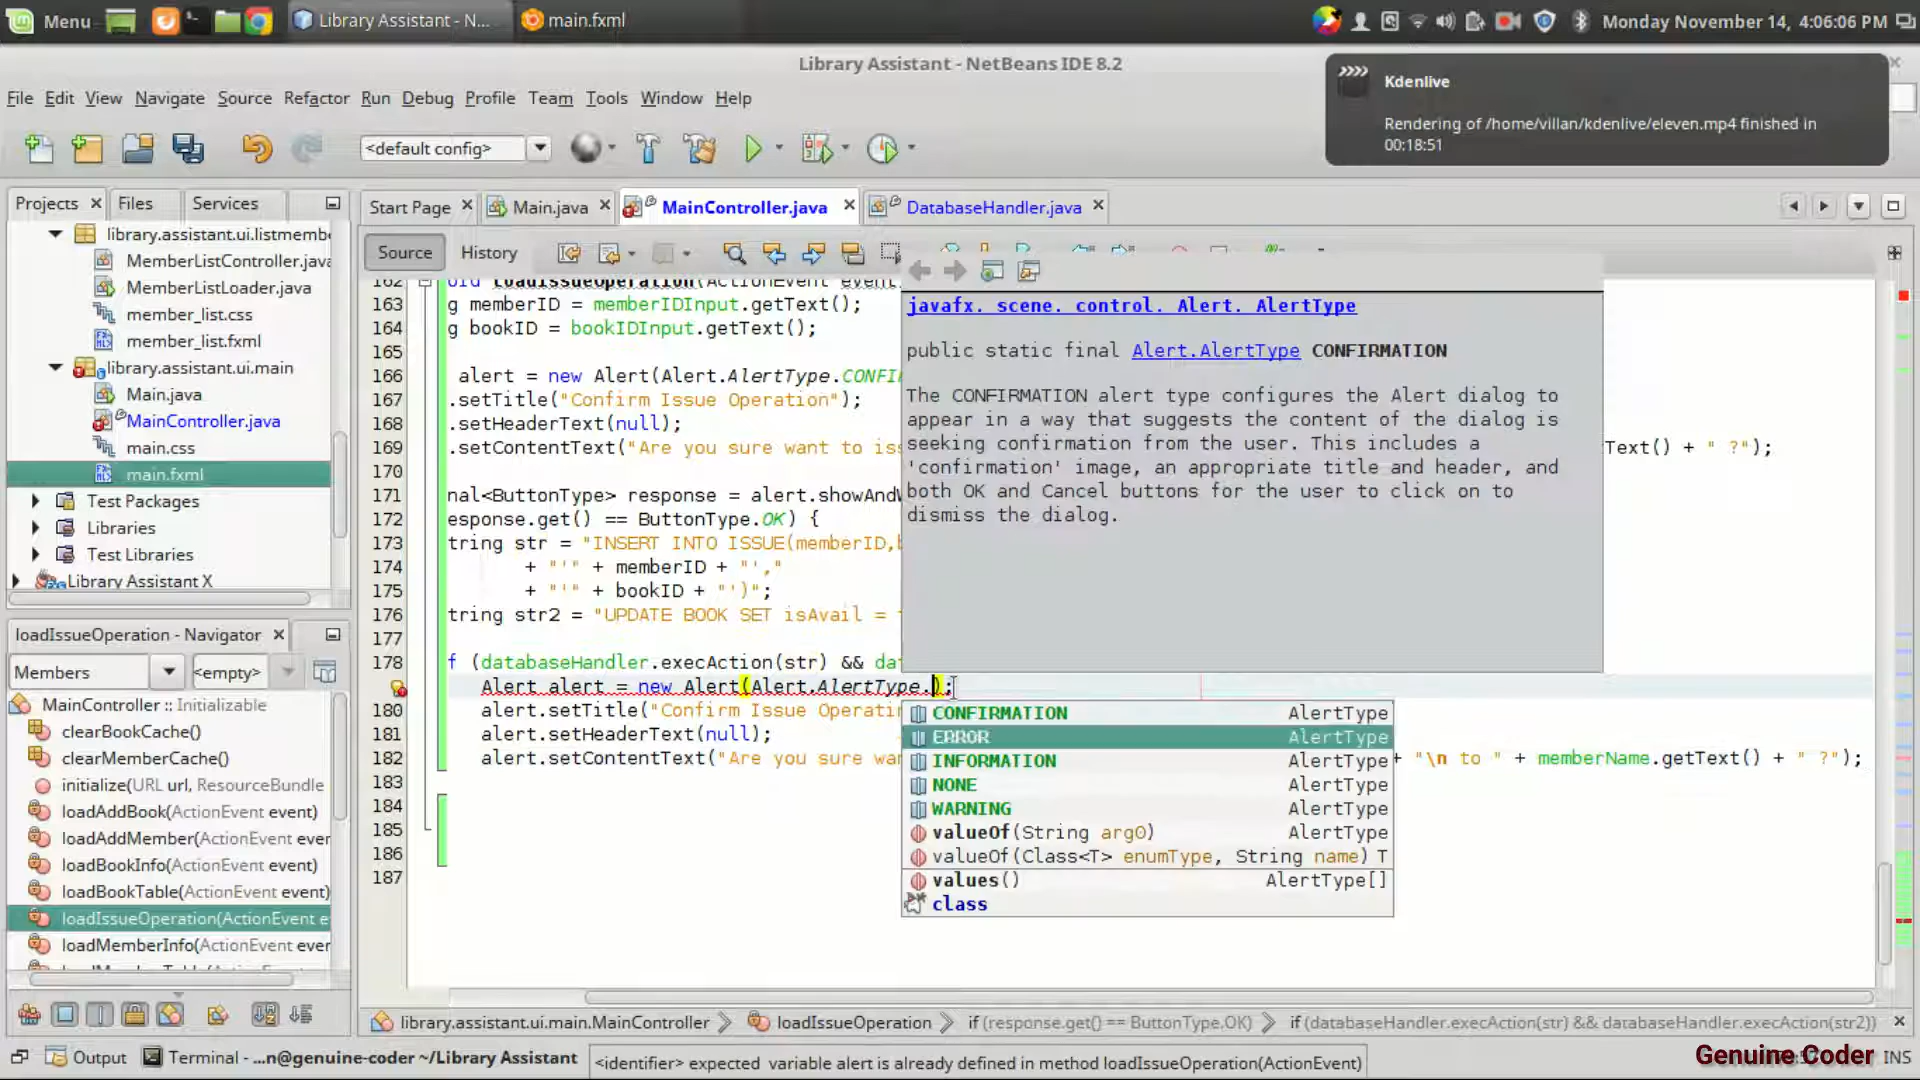 Menu
Library Assistant - N...
main.fxml
Monday November 14, 4:06:06 PM
Library Assistant - NetBeans IDE 8.2
Kdenlive
Rendering of /home/villan/kdenlive/eleven.mp4 finished in
00:18:51
File Edit View Navigate Source Refactor Run Debug Profile Team Tools Window Help
<default config>
Projects Files Services
Start Page Main.java MainController.java DatabaseHandler.java
Source History
library.assistant.ui.listmemb
MemberListController.java
MemberListLoader.java
member_list.css
member_list.fxml
library.assistant.ui.main
Main.java
MainController.java
main.css
main.fxml
Test Packages
Libraries
Test Libraries
Library Assistant X
loadIssueOperation - Navigator
Members <empty>
MainController :: Initializable
clearBookCache()
clearMemberCache()
initialize(URL url, ResourceBundle
loadAddBook(ActionEvent event)
loadAddMember(ActionEvent event)
loadBookInfo(ActionEvent event)
loadBookTable(ActionEvent event)
loadIssueOperation(ActionEvent e
loadMemberInfo(ActionEvent ever
162 oid loadIssueOperation(ActionEvent event
163 g memberID = memberIDInput.getText();
164 g bookID = bookIDInput.getText();
165
166 alert = new Alert(Alert.AlertType.CONFI
167 .setTitle("Confirm Issue Operation");
168 .setHeaderText(null);
169 .setContentText("Are you sure want to iss Text() + " ?");
170
171 nal<ButtonType> response = alert.showAndW
172 esponse.get() == ButtonType.OK) {
173 tring str = "INSERT INTO ISSUE(memberID,b
174 + "'" + memberID + "',"
175 + "'" + bookID + "')";
176 tring str2 = "UPDATE BOOK SET isAvail =
177
178 f (databaseHandler.execAction(str) && dat
Alert alert = new Alert(Alert.AlertType.);
180 alert.setTitle("Confirm Issue Operatin
181 alert.setHeaderText(null);
182 alert.setContentText("Are you sure wa + "\n to " + memberName.getText() + " ?");
183
184
185
186
187
javafx. scene. control. Alert. AlertType
public static final Alert.AlertType CONFIRMATION
The CONFIRMATION alert type configures the Alert dialog to
appear in a way that suggests the content of the dialog is
seeking confirmation from the user. This includes a
'confirmation' image, an appropriate title and header, and
both OK and Cancel buttons for the user to click on to
dismiss the dialog.
CONFIRMATION AlertType
ERROR AlertType
INFORMATION AlertType
NONE AlertType
WARNING AlertType
valueOf(String arg0) AlertType
valueOf(Class<T> enumType, String name) T
values() AlertType[]
class
library.assistant.ui.main.MainController loadIssueOperation if (response.get() == ButtonType.OK) if (databaseHandler.execAction(str) && databaseHandler.execAction(str2))
Output Terminal - ...n@genuine-coder ~/Library Assistant <identifier> expected variable alert is already defined in method loadIssueOperation(ActionEvent)
Genuine Coder INS